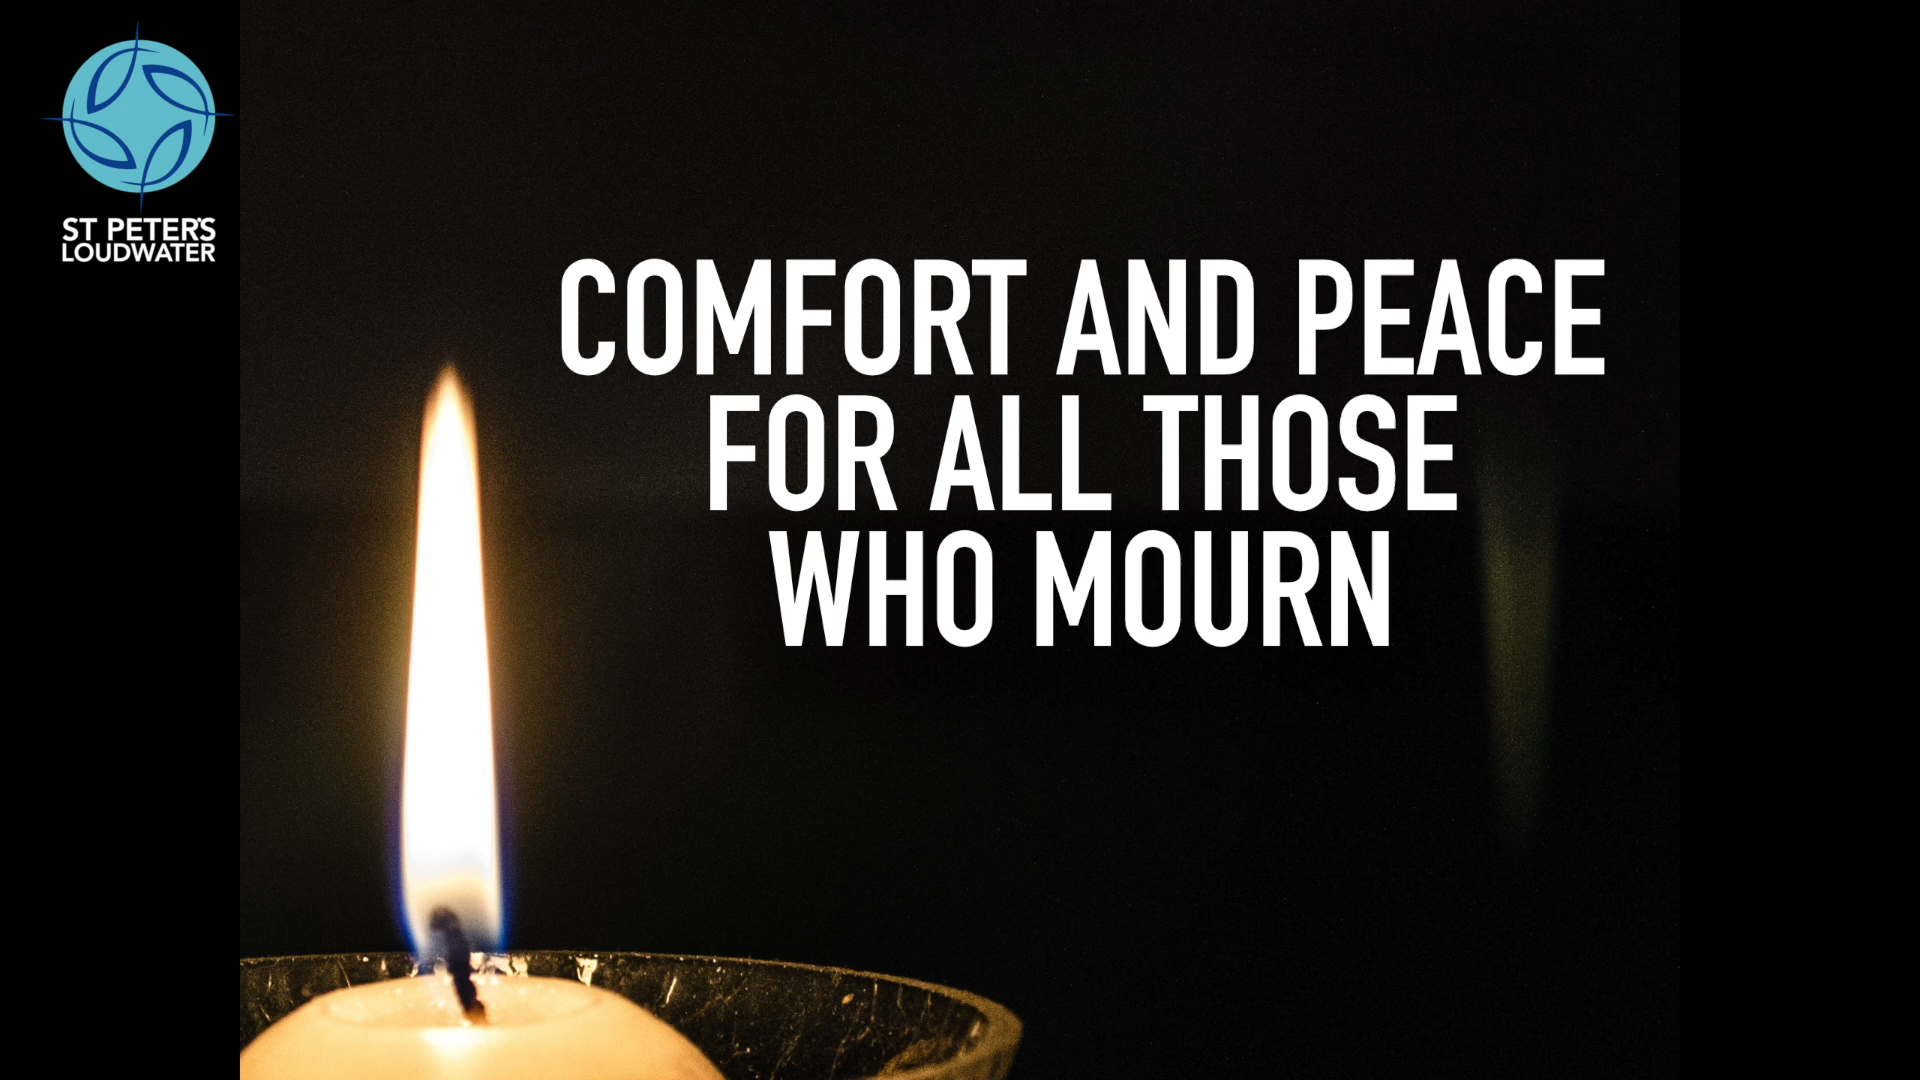 ST PETER'S
LOUDWATER
COMFORT AND PEACE
FOR ALL THOSE
WHO MOURN